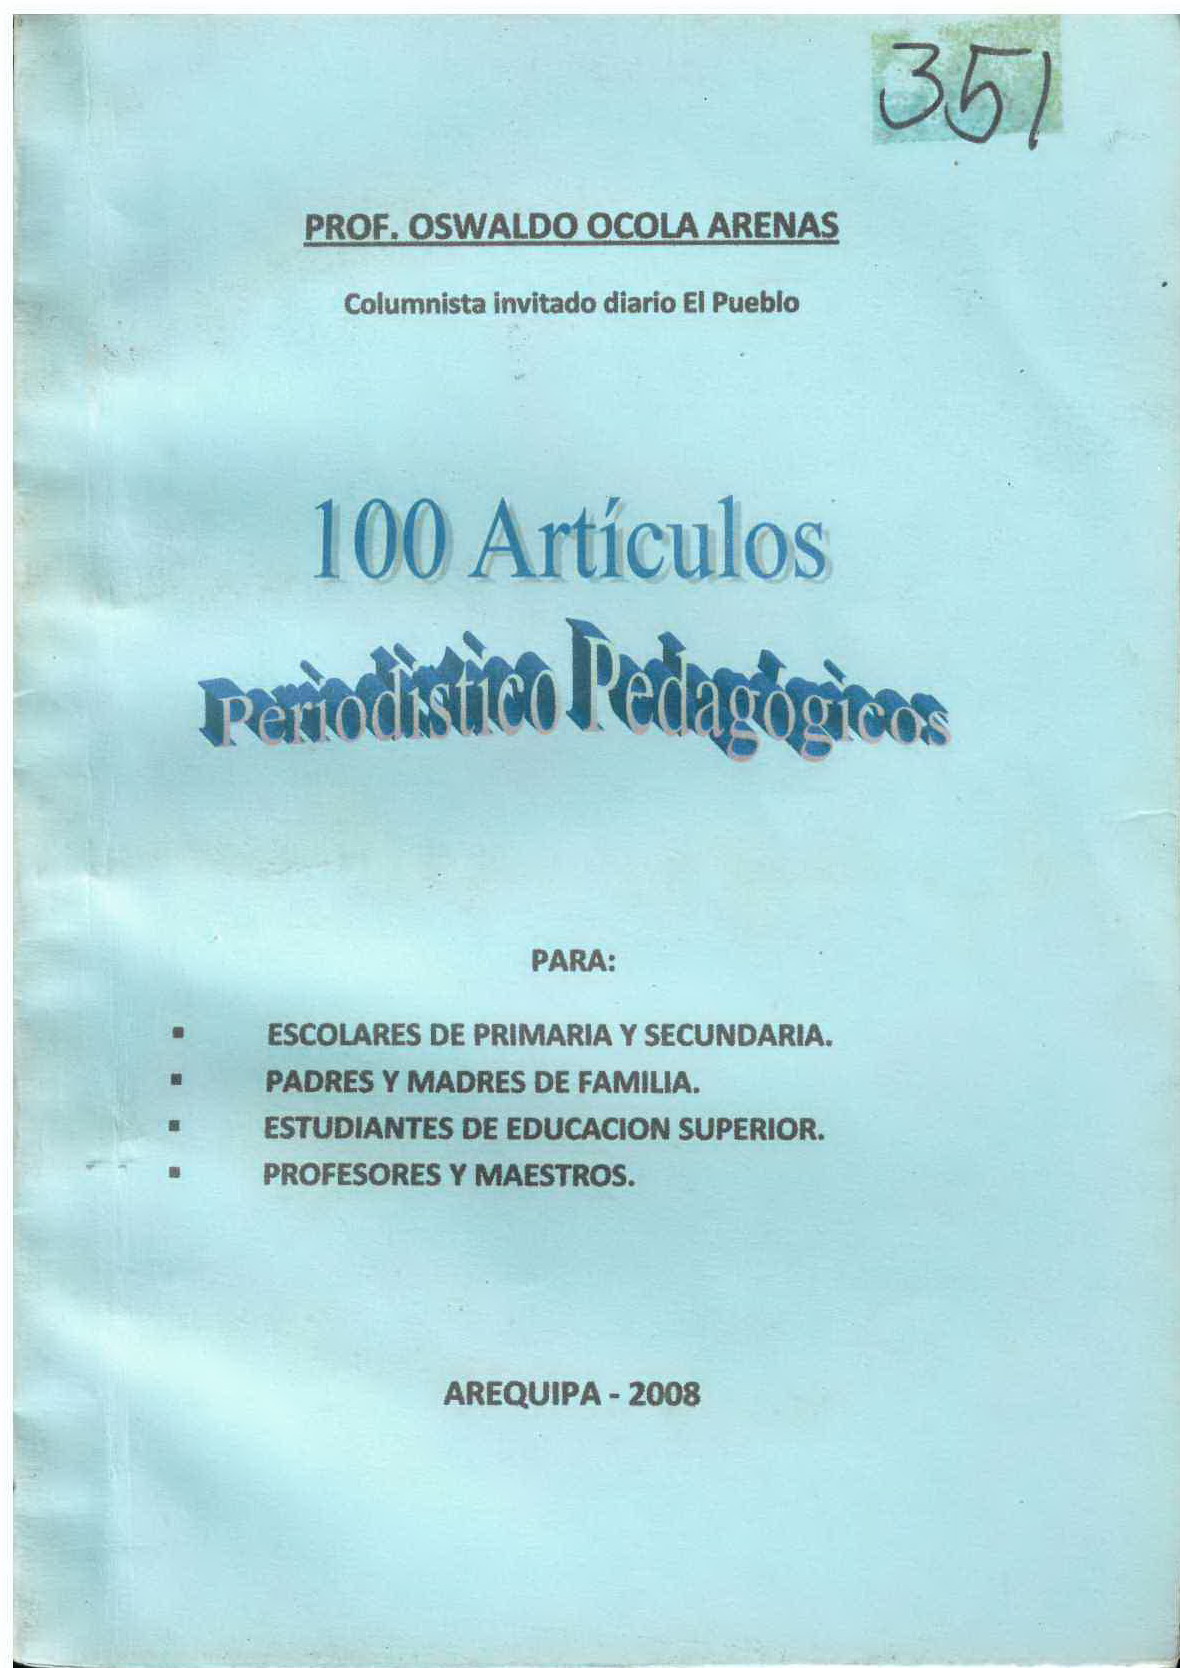 351
PROF. OSWALDO OCOLA ARENAS
Columnista invitado diario El Pueblo
100 Artículos
Periodístico Pedagógicos
PARA:
▪ ESCOLARES DE PRIMARIA Y SECUNDARIA.
▪ PADRES Y MADRES DE FAMILIA.
▪ ESTUDIANTES DE EDUCACION SUPERIOR.
▪ PROFESORES Y MAESTROS.
AREQUIPA - 2008